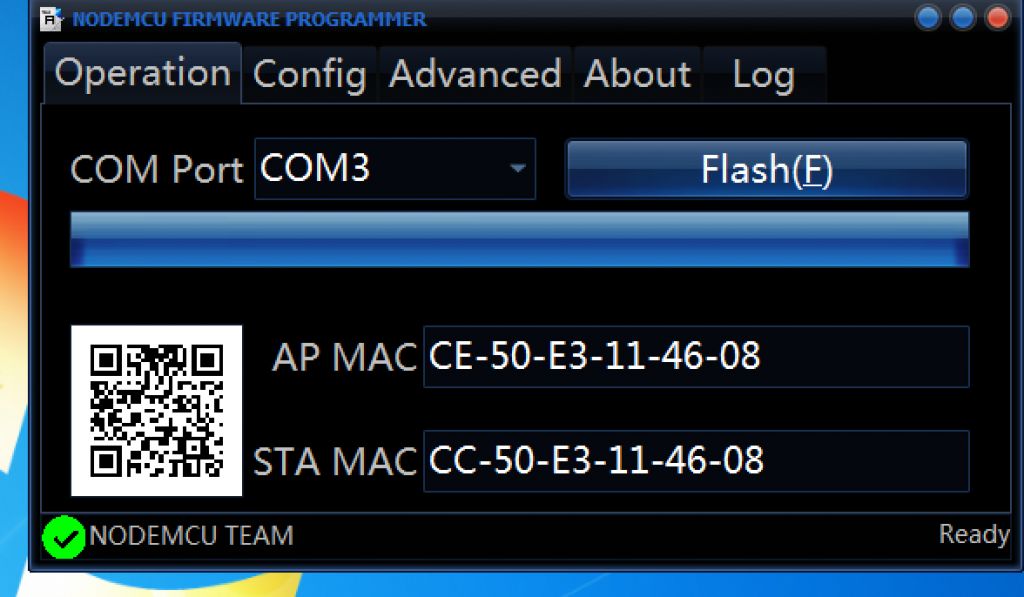 NODEMCU FIRMWARE PROGRAMMER
Operation Config Advanced About Log
COM Port COM3 Flash(F)
AP MAC CE-50-E3-11-46-08
STA MAC CC-50-E3-11-46-08
NODEMCU TEAM Ready